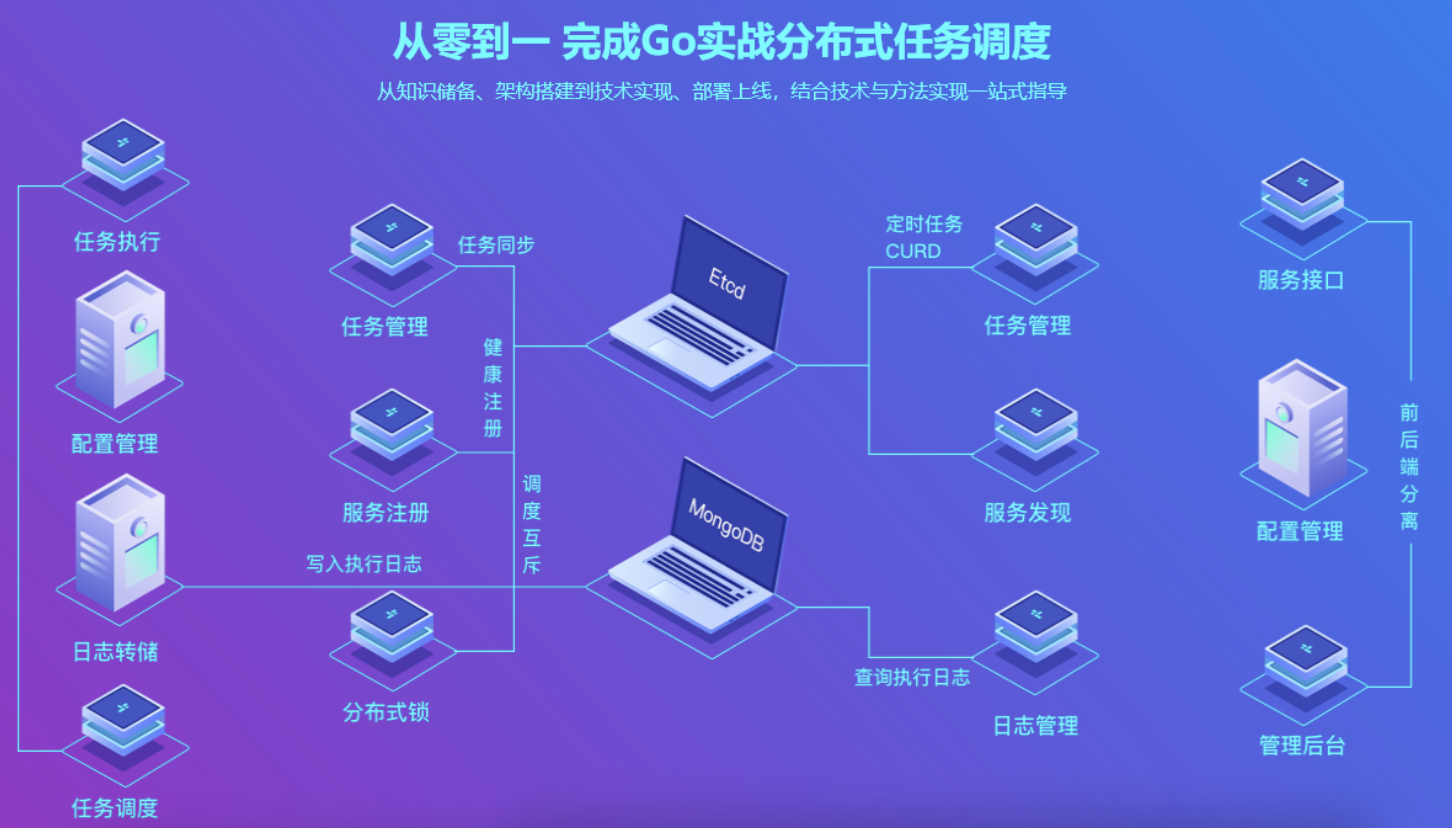 从零到一 完成Go实战分布式任务调度
从知识储备、架构搭建到技术实现、部署上线，结合技术与方法实现一站式指导
任务执行
配置管理
日志转储
任务调度
任务同步
任务管理
健康注册
服务注册
调度互斥
写入执行日志
分布式锁
Etcd
MongoDB
定时任务
CURD
任务管理
服务发现
查询执行日志
日志管理
服务接口
前后端分离
配置管理
管理后台